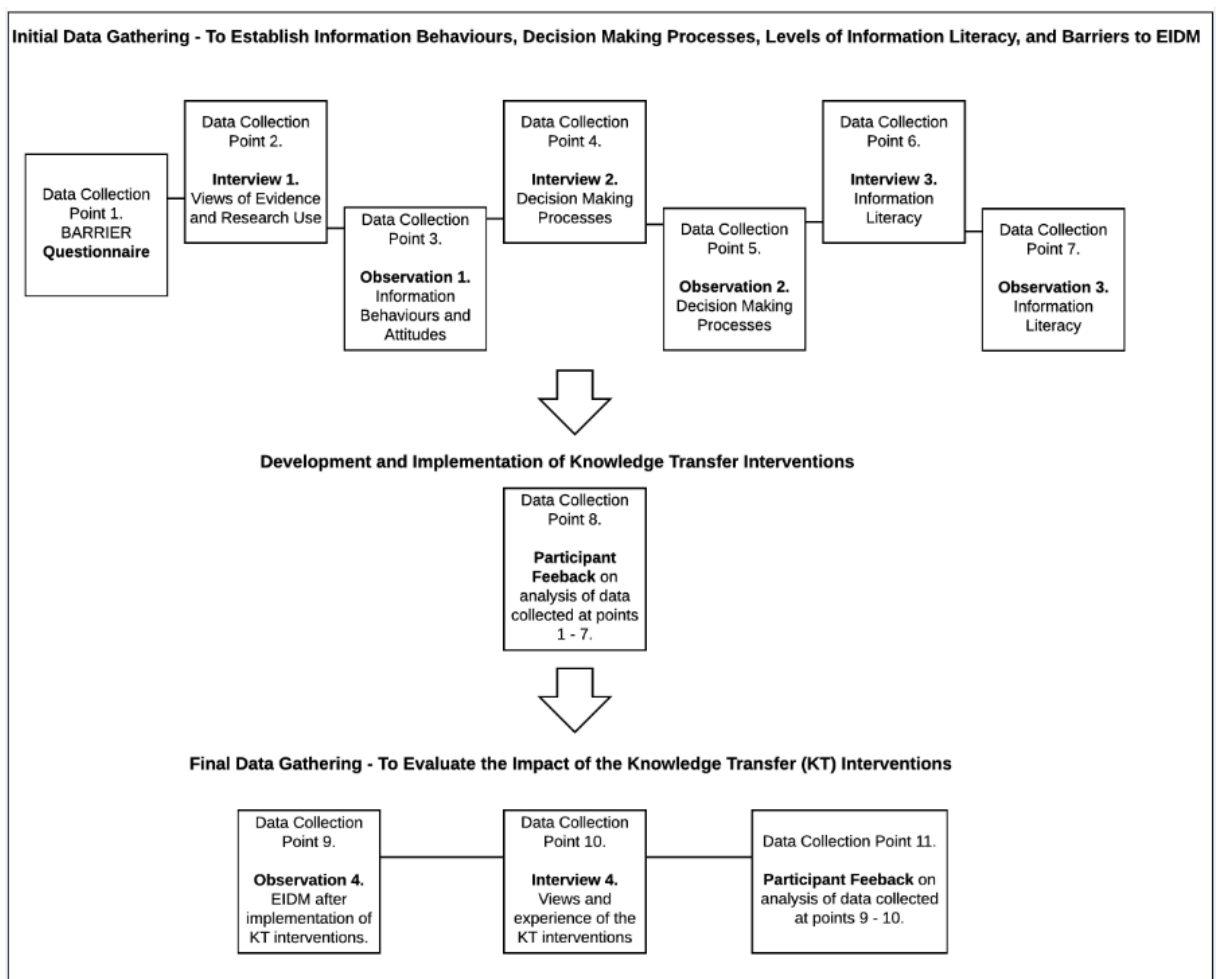 Initial Data Gathering - To Establish Information Behaviours, Decision Making Processes, Levels of Information Literacy, and Barriers to EIDM
Data Collection
Point 1.
BARRIER
Questionnaire
Data Collection
Point 2.
Interview 1.
Views of Evidence
and Research Use
Data Collection
Point 3.
Observation 1.
Information
Behaviours and
Attitudes
Data Collection
Point 4.
Interview 2.
Decision Making
Processes
Data Collection
Point 5.
Observation 2.
Decision Making
Processes
Data Collection
Point 6.
Interview 3.
Information
Literacy
Data Collection
Point 7.
Observation 3.
Information
Literacy
Development and Implementation of Knowledge Transfer Interventions
Data Collection
Point 8.
Participant
Feeback on
analysis of data
collected at points
1 - 7.
Final Data Gathering - To Evaluate the Impact of the Knowledge Transfer (KT) Interventions
Data Collection
Point 9.
Observation 4.
EIDM after
implementation of
KT interventions.
Data Collection
Point 10.
Interview 4.
Views and
experience of the
KT interventions
Data Collection Point 11.
Participant Feeback on
analysis of data collected
at points 9 - 10.